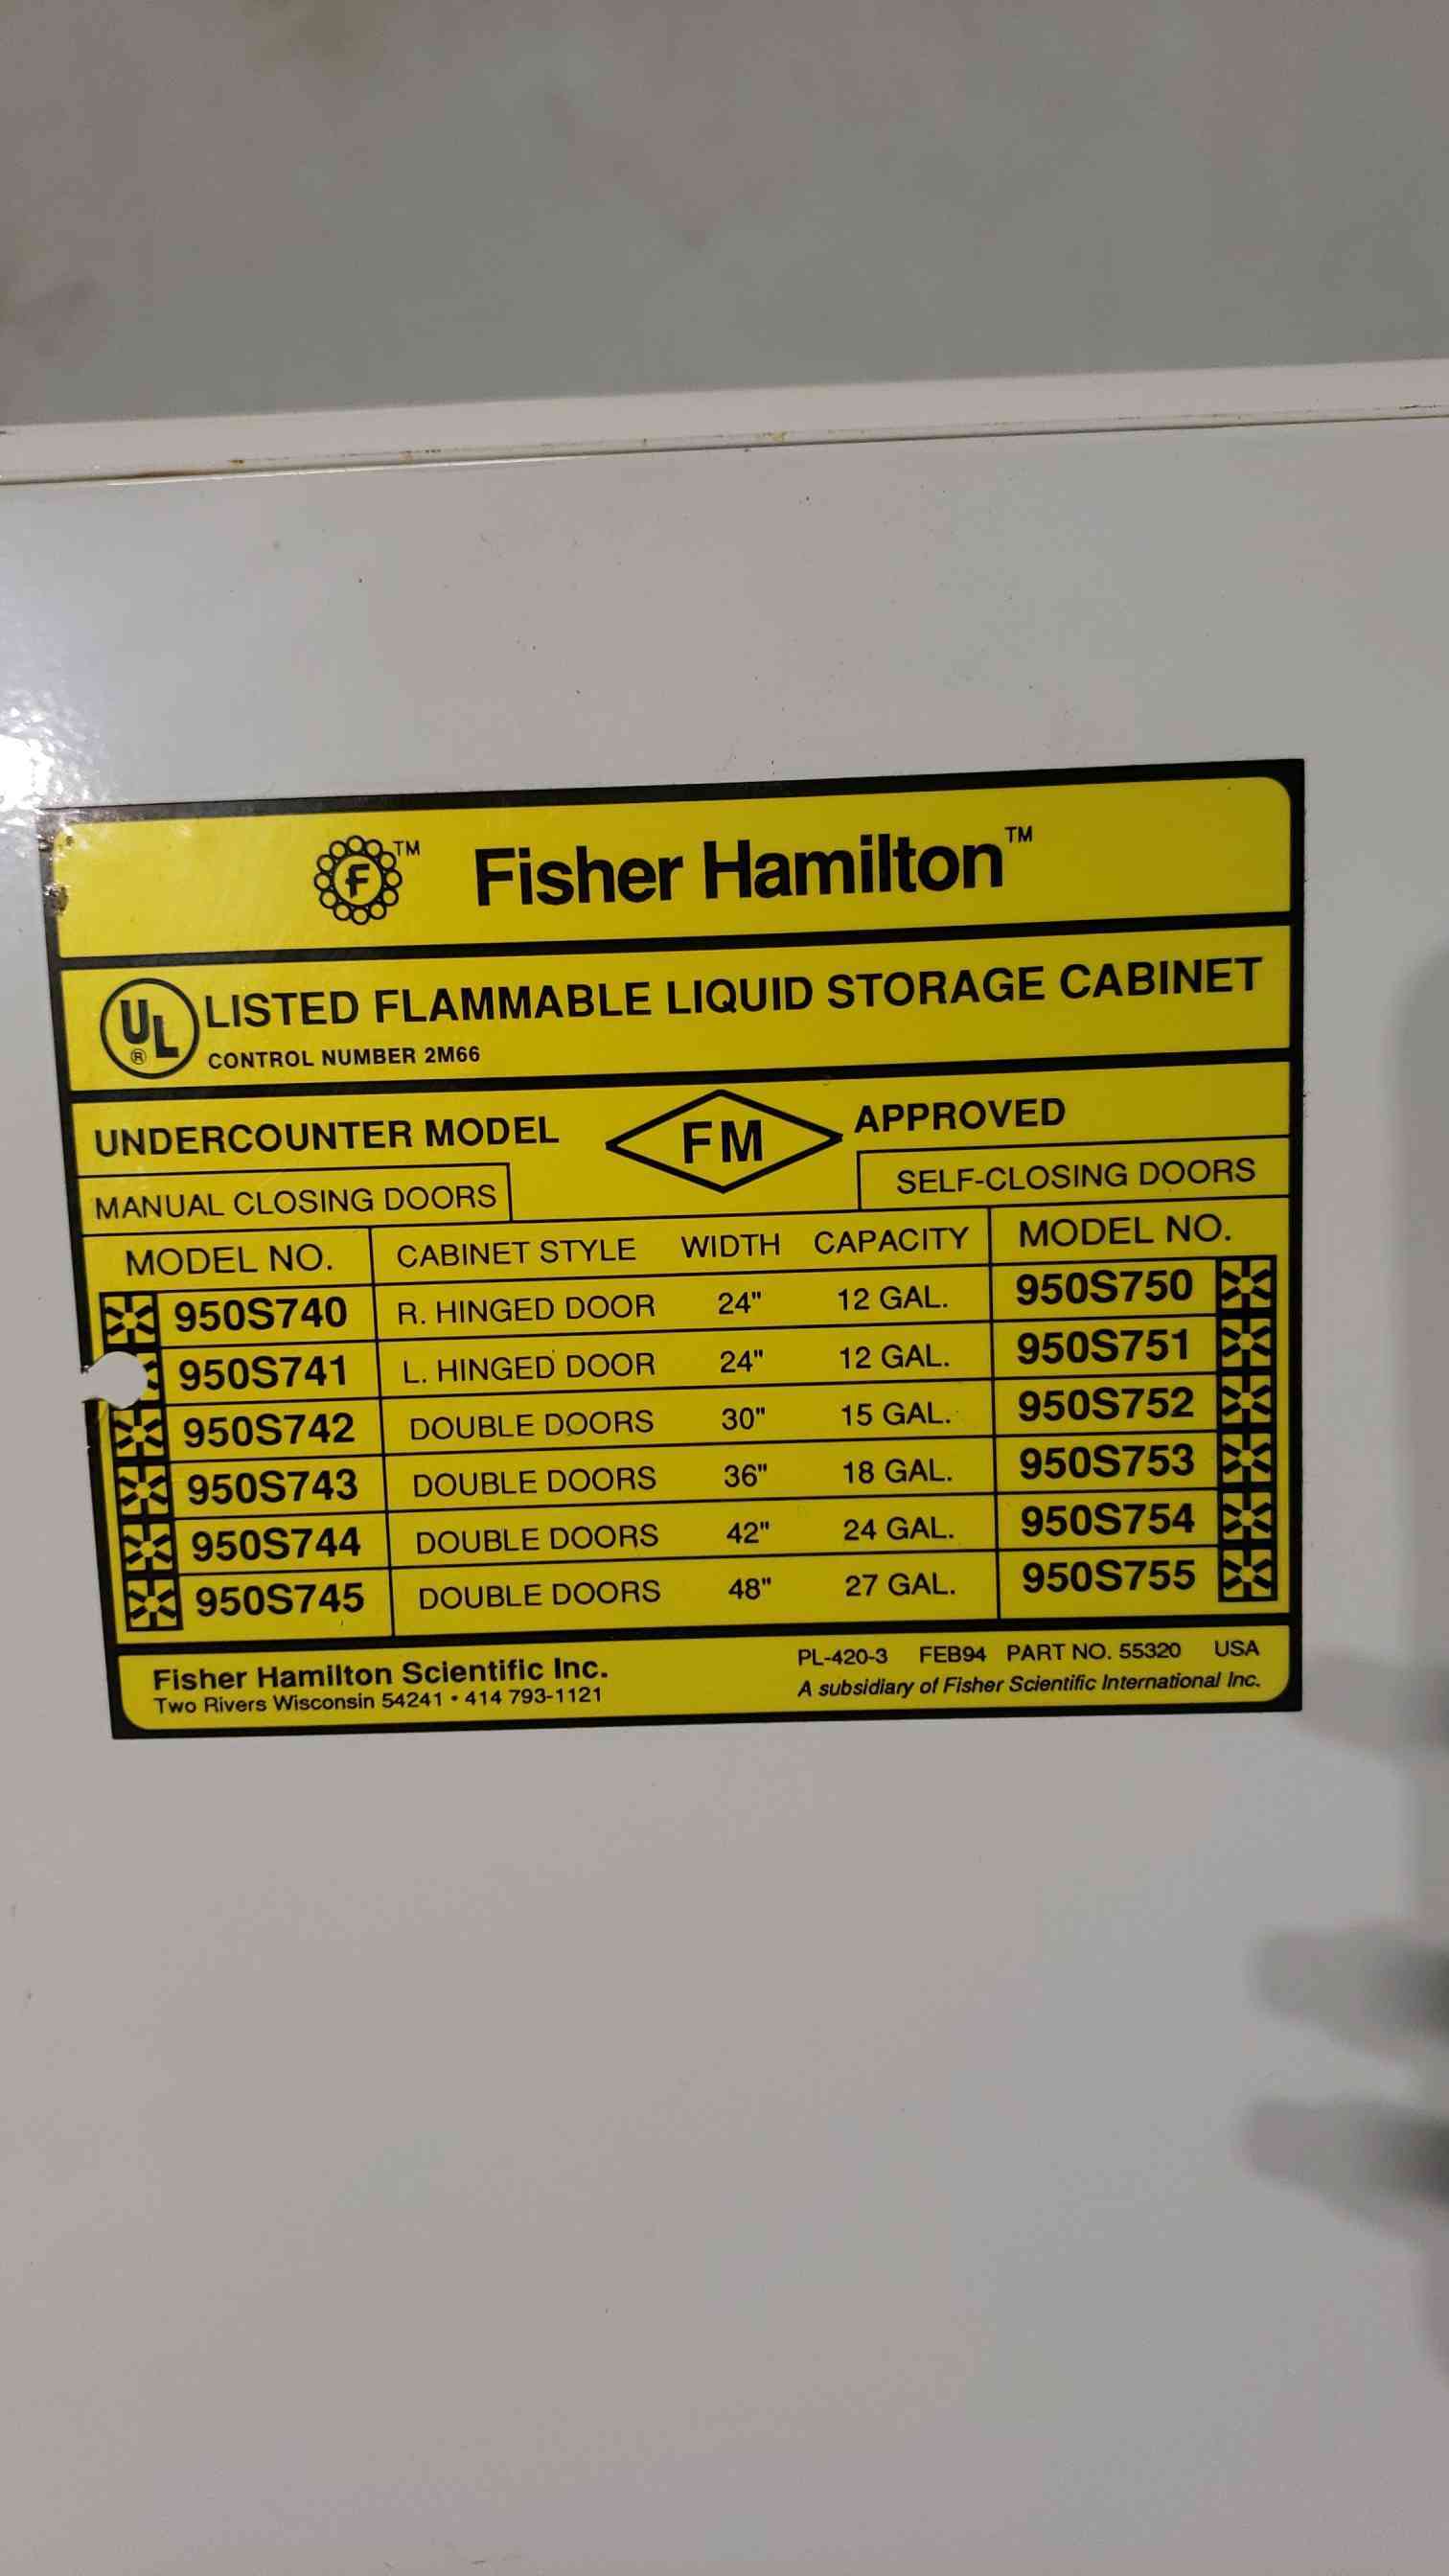 F™ Fisher Hamilton™
UL® LISTED FLAMMABLE LIQUID STORAGE CABINET
CONTROL NUMBER 2M66
UNDERCOUNTER MODEL FM APPROVED
MANUAL CLOSING DOORS SELF-CLOSING DOORS
MODEL NO. CABINET STYLE WIDTH CAPACITY MODEL NO.
950S740 R. HINGED DOOR 24" 12 GAL. 950S750
950S741 L. HINGED DOOR 24" 12 GAL. 950S751
950S742 DOUBLE DOORS 30" 15 GAL. 950S752
950S743 DOUBLE DOORS 36" 18 GAL. 950S753
950S744 DOUBLE DOORS 42" 24 GAL. 950S754
950S745 DOUBLE DOORS 48" 27 GAL. 950S755
Fisher Hamilton Scientific Inc.
Two Rivers Wisconsin 54241 • 414 793-1121
PL-420-3 FEB94 PART NO. 55320 USA
A subsidiary of Fisher Scientific International Inc.